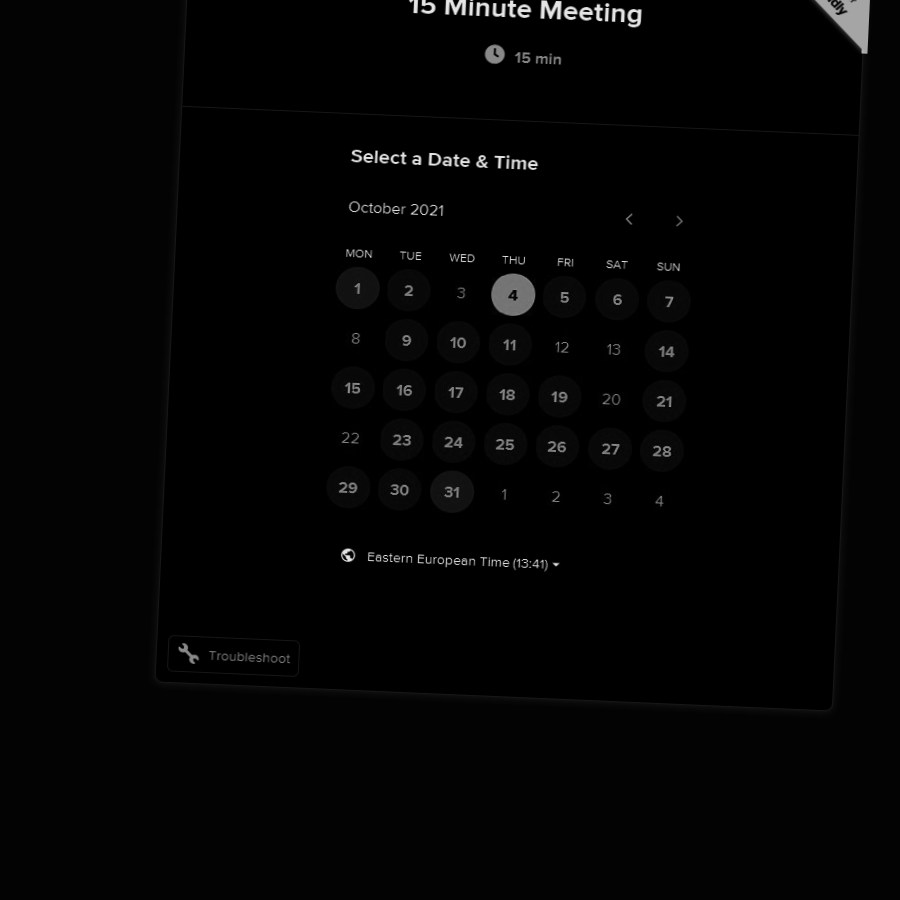 15 Minute Meeting
15 min
Select a Date & Time
October 2021
MON TUE WED THU FRI SAT SUN
1 2 3 4 5 6 7
8 9 10 11 12 13 14
15 16 17 18 19 20 21
22 23 24 25 26 27 28
29 30 31 1 2 3 4
Eastern European Time (13:41)
Troubleshoot